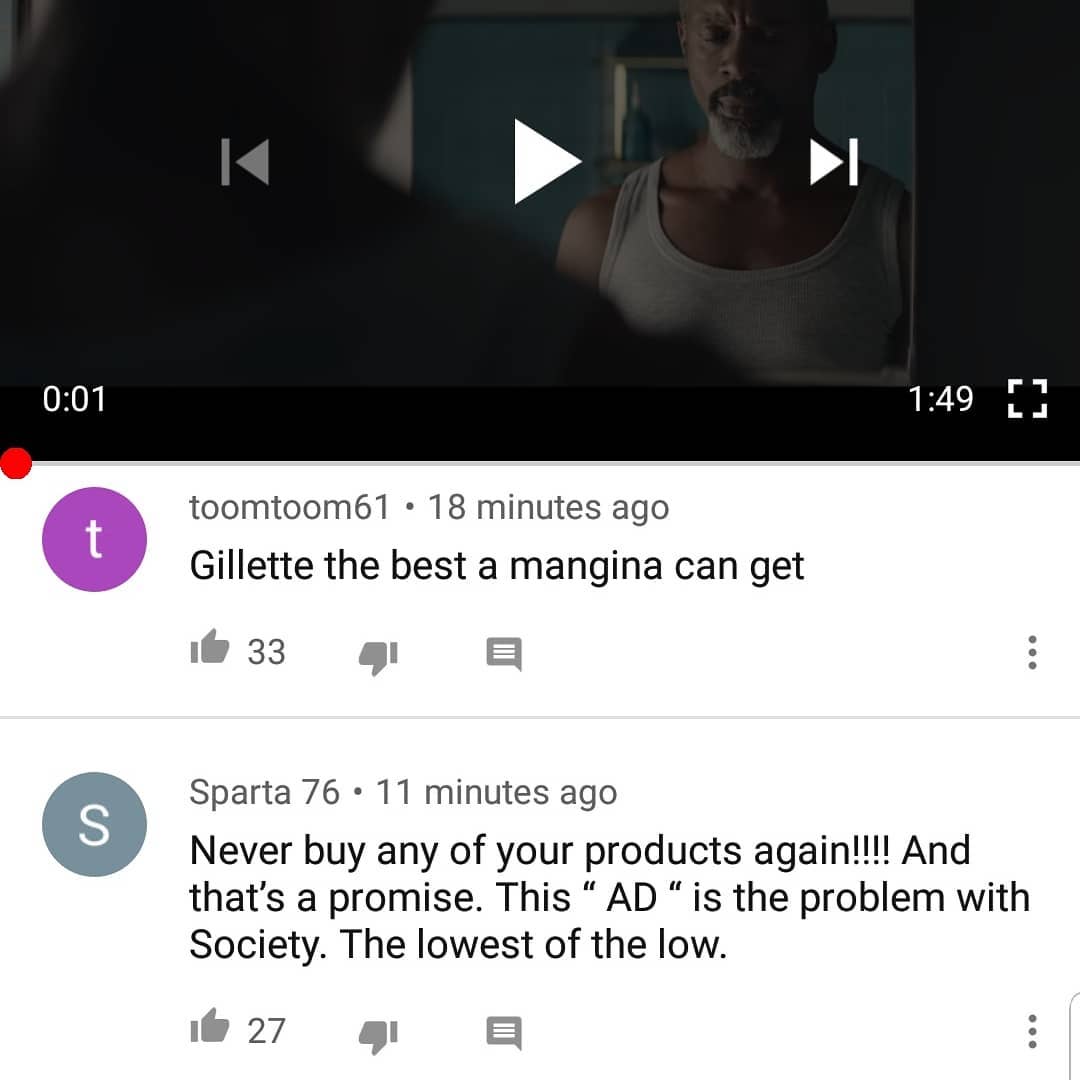 0:01
1:49
t
toomtoom61 • 18 minutes ago
Gillette the best a mangina can get
33
S
Sparta 76 • 11 minutes ago
Never buy any of your products again!!!! And
that’s a promise. This “ AD “ is the problem with
Society. The lowest of the low.
27